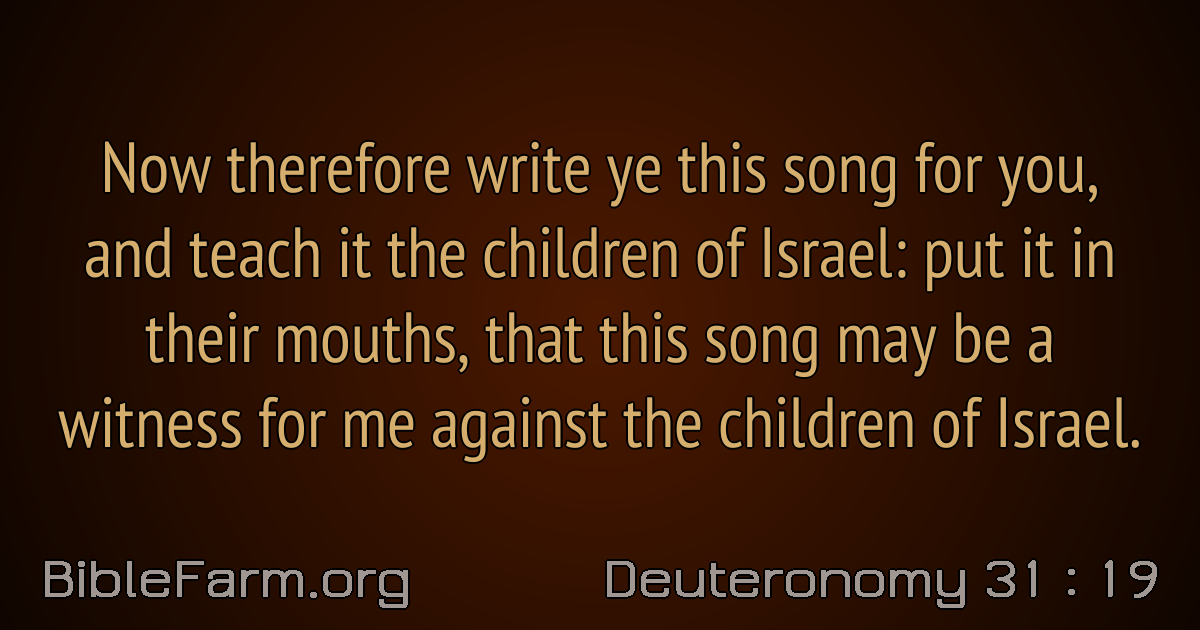 Now therefore write ye this song for you,
and teach it the children of Israel: put it in
their mouths, that this song may be a
witness for me against the children of Israel.
BibleFarm.org
Deuteronomy 31 : 19